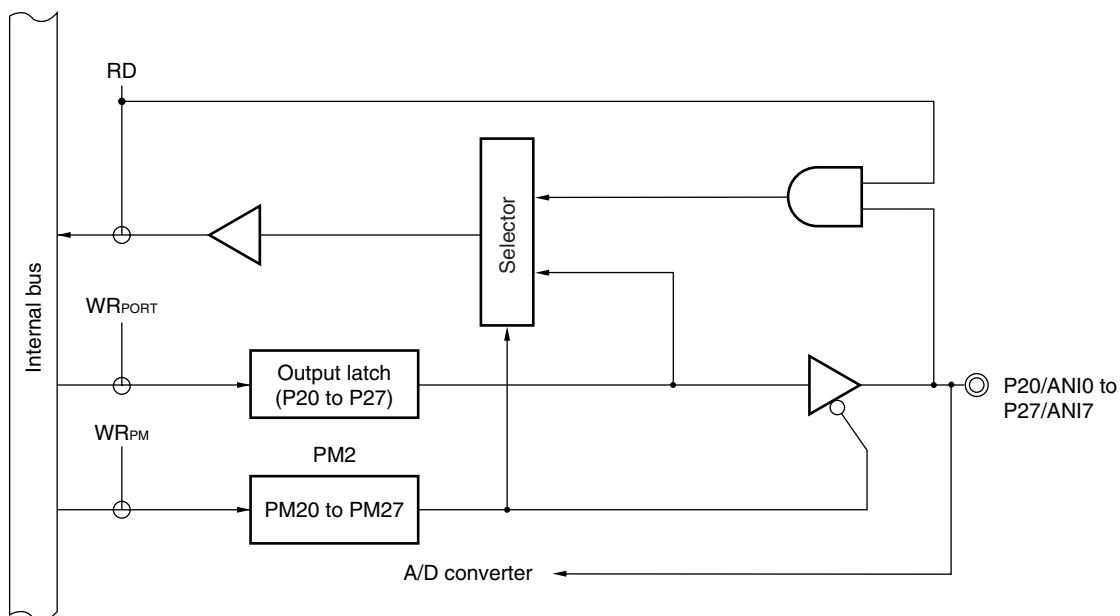 RD
Selector
Internal bus
WRPORT
Output latch
(P20 to P27)
P20/ANI0 to
P27/ANI7
WRPM
PM2
PM20 to PM27
A/D converter